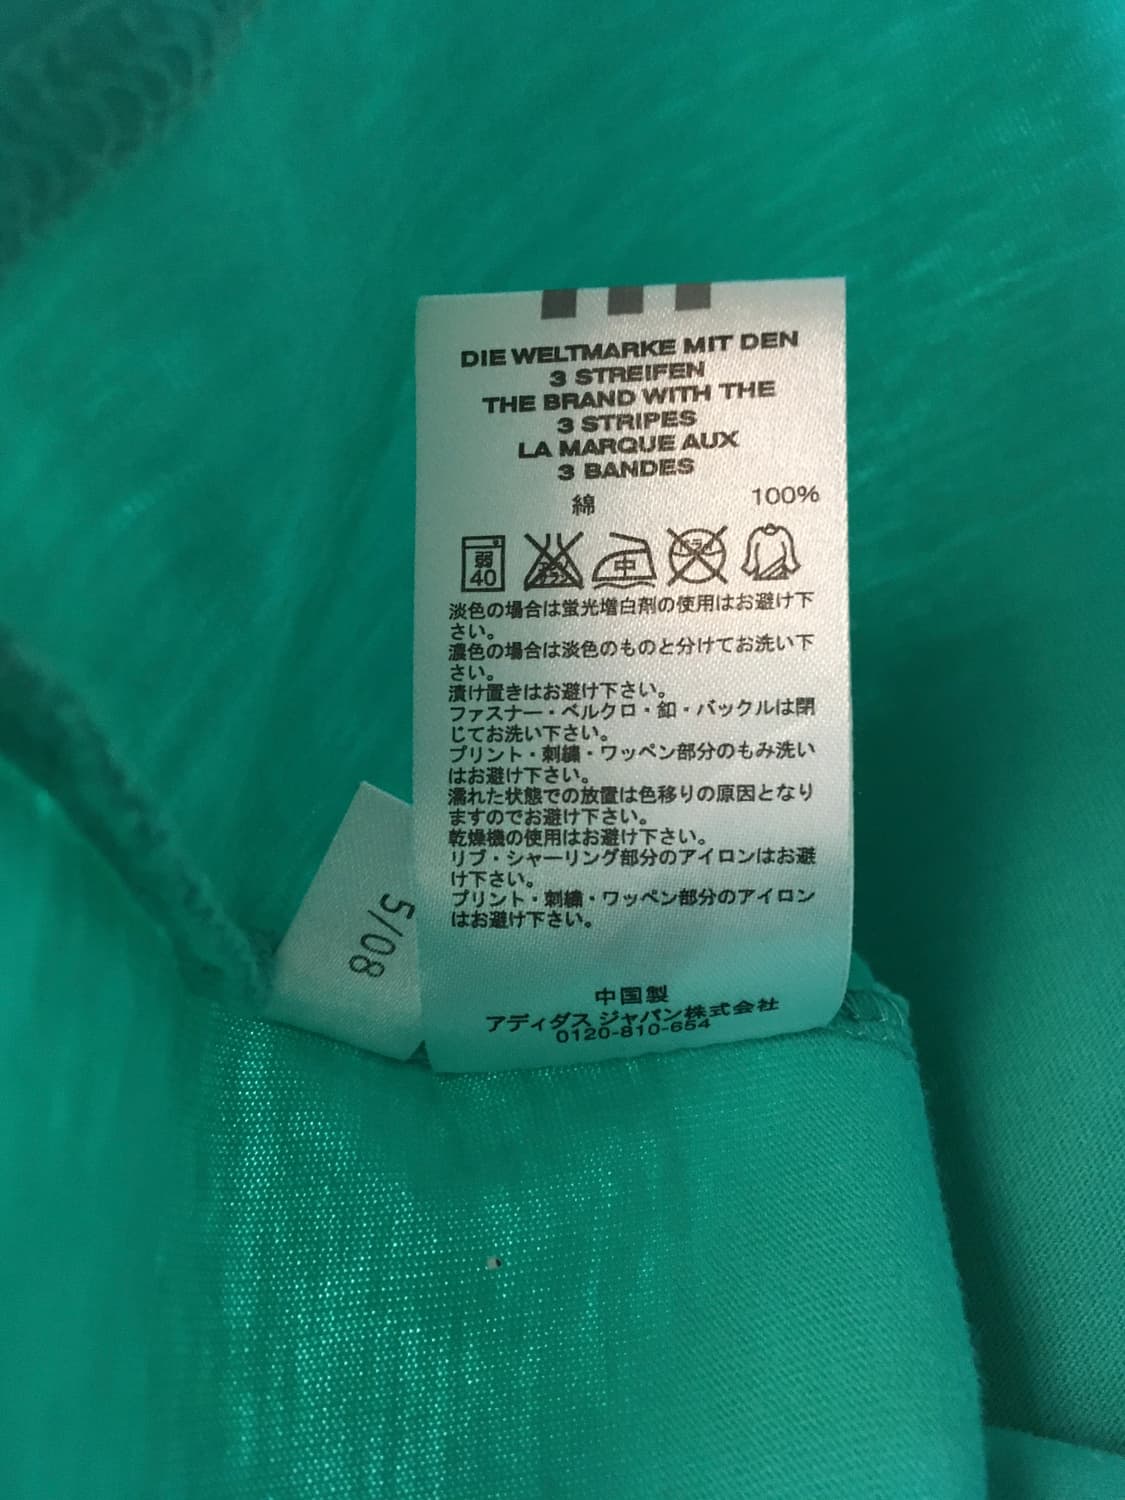 DIE WELTMARKE MIT DEN
3 STREIFEN
THE BRAND WITH THE
3 STRIPES
LA MARQUE AUX
3 BANDES
綿 100%
弱 40 中
淡色の場合は蛍光増白剤の使用はお避け下
さい。
濃色の場合は淡色のものと分けてお洗い下
さい。
漬け置きはお避け下さい。
ファスナー・ベルクロ・釦・バックルは閉
じてお洗い下さい。
プリント・刺繍・ワッペン部分のもみ洗い
はお避け下さい。
濡れた状態での放置は色移りの原因となり
ますのでお避け下さい。
乾燥機の使用はお避け下さい。
リブ・シャーリング部分のアイロンはお避
け下さい。
プリント・刺繍・ワッペン部分のアイロン
はお避け下さい。
中国製
アディダス ジャパン株式会社
0120-810-654
5/08